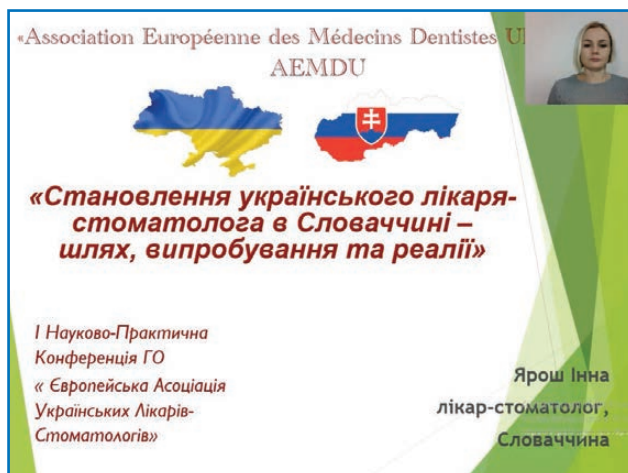 «Association Européenne des Médecins Dentistes
AEMDU
«Становлення українського лікаря-
стоматолога в Словаччині –
шлях, випробування та реалії»
І Науково-Практична
Конференція ГО
« Європейська Асоціація
Українських Лікарів-
Стоматологів»
Ярош Інна
лікар-стоматолог,
Словаччина